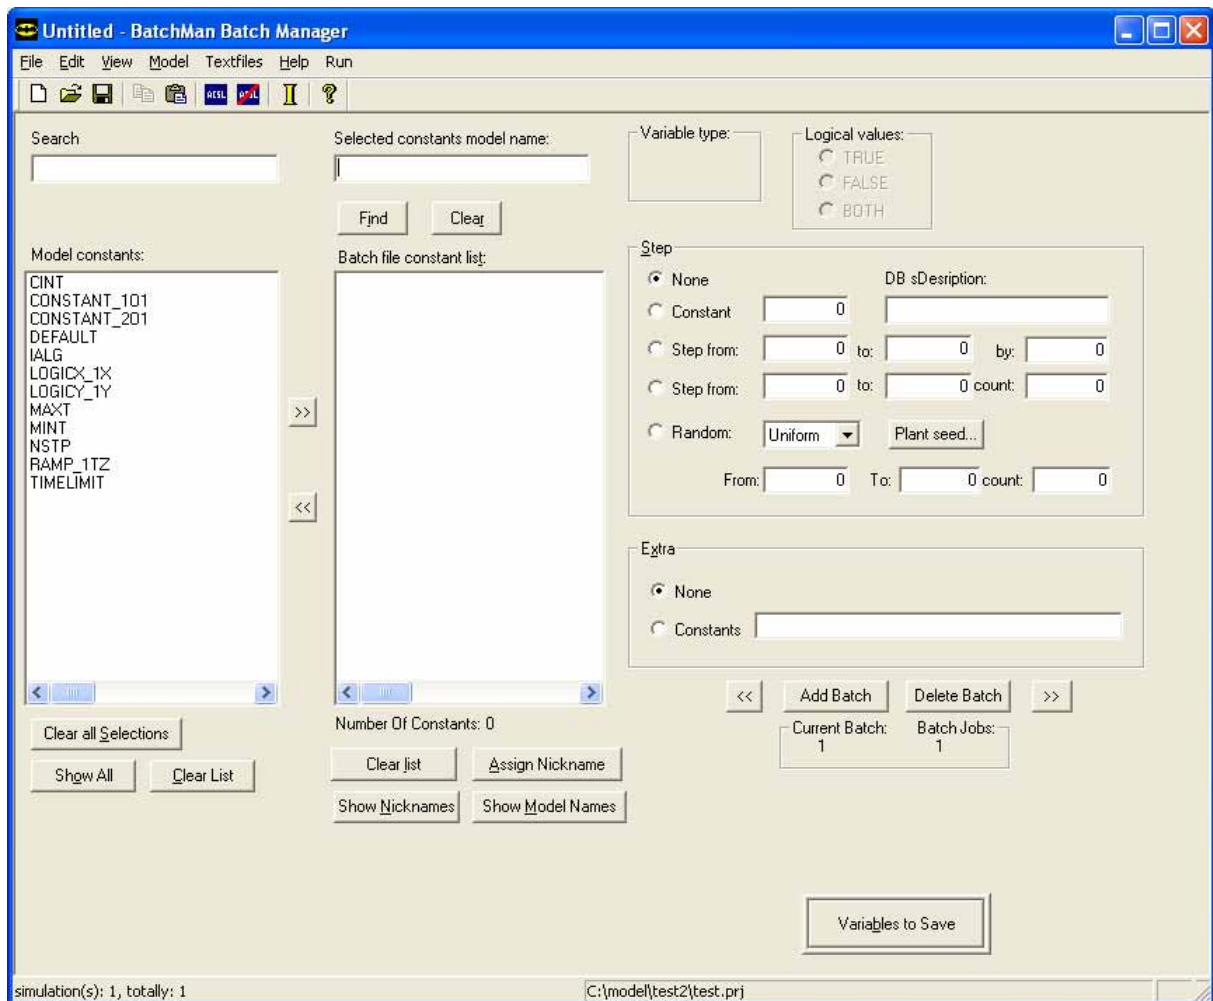 Untitled - BatchMan Batch Manager
File Edit View Model Textfiles Help Run
ACSL
Search
Selected constants model name:
Variable type:
Logical values:
TRUE
FALSE
BOTH
Find Clear
Model constants:
Batch file constant list:
CINT
CONSTANT_101
CONSTANT_201
DEFAULT
IALG
LOGICX_1X
LOGICY_1Y
MAXT
MINT
NSTP
RAMP_1TZ
TIMELIMIT
>>
<<
Step
None DB sDesription:
Constant 0
Step from: 0 to: 0 by: 0
Step from: 0 to: 0 count: 0
Random: Uniform Plant seed...
From: 0 To: 0 count: 0
Extra
None
Constants
<< Add Batch Delete Batch >>
Current Batch: Batch Jobs:
1 1
Clear all Selections
Show All Clear List
Number Of Constants: 0
Clear list Assign Nickname
Show Nicknames Show Model Names
Variables to Save
simulation(s): 1, totally: 1 C:\model\test2\test.prj